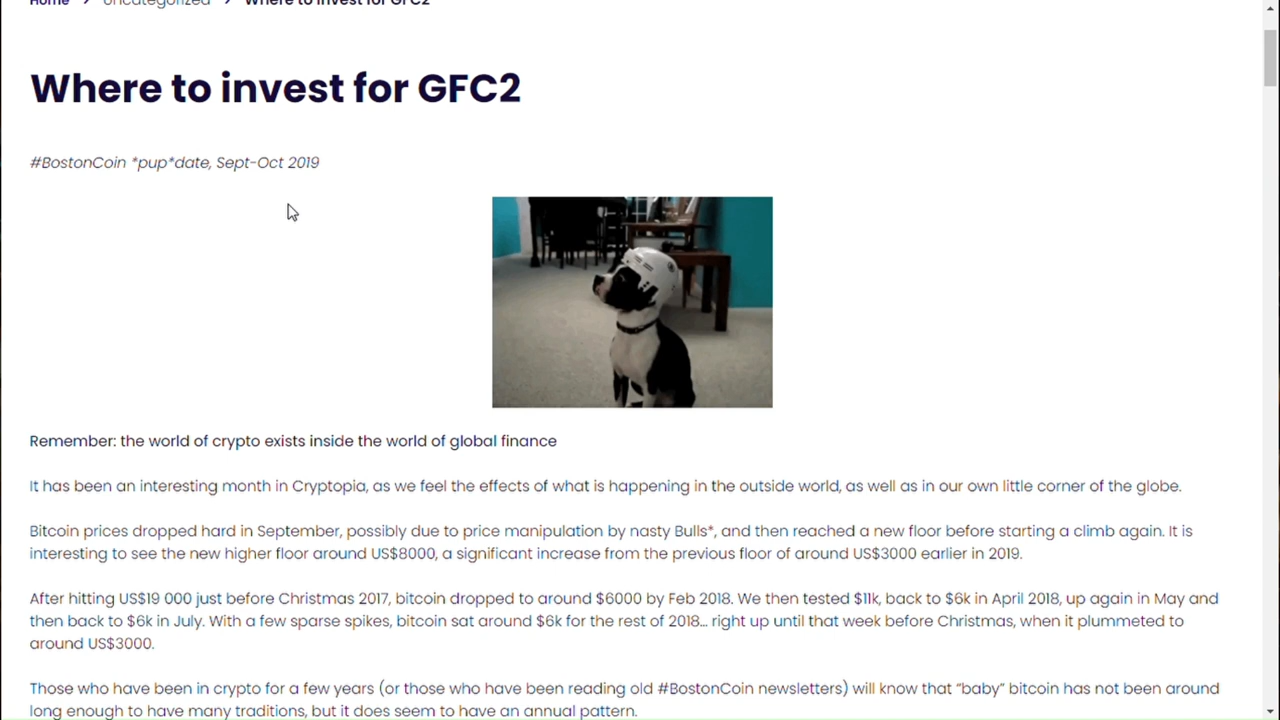 Home > Uncategorized > Where to invest for GFC2
Where to invest for GFC2
#BostonCoin *pup*date, Sept-Oct 2019
Remember: the world of crypto exists inside the world of global finance
It has been an interesting month in Cryptopia, as we feel the effects of what is happening in the outside world, as well as in our own little corner of the globe.
Bitcoin prices dropped hard in September, possibly due to price manipulation by nasty Bulls*, and then reached a new floor before starting a climb again. It is
interesting to see the new higher floor around US$8000, a significant increase from the previous floor of around US$3000 earlier in 2019.
After hitting US$19 000 just before Christmas 2017, bitcoin dropped to around $6000 by Feb 2018. We then tested $11K, back to $6k in April 2018, up again in May and
then back to $6k in July. With a few sparse spikes, bitcoin sat around $6k for the rest of 2018… right up until that week before Christmas, when it plummeted to
around US$3000.
Those who have been in crypto for a few years (or those who have been reading old #BostonCoin newsletters) will know that “baby” bitcoin has not been around
long enough to have many traditions, but it does seem to have an annual pattern.